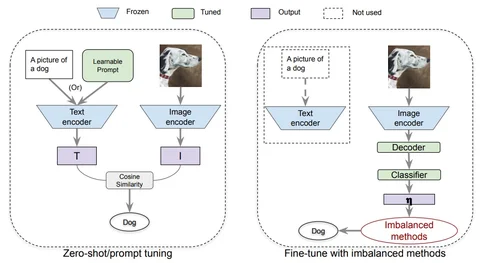 Frozen
Tuned
Output
Not used
A picture of
a dog
Learnable
Prompt
(Or)
Text
encoder
Image
encoder
T
I
Cosine
Similarity
Dog
Zero-shot/prompt tuning
A picture of
a dog
Text
encoder
Image
encoder
Decoder
Classifier
η
Imbalanced
methods
Dog
Fine-tune with imbalanced methods